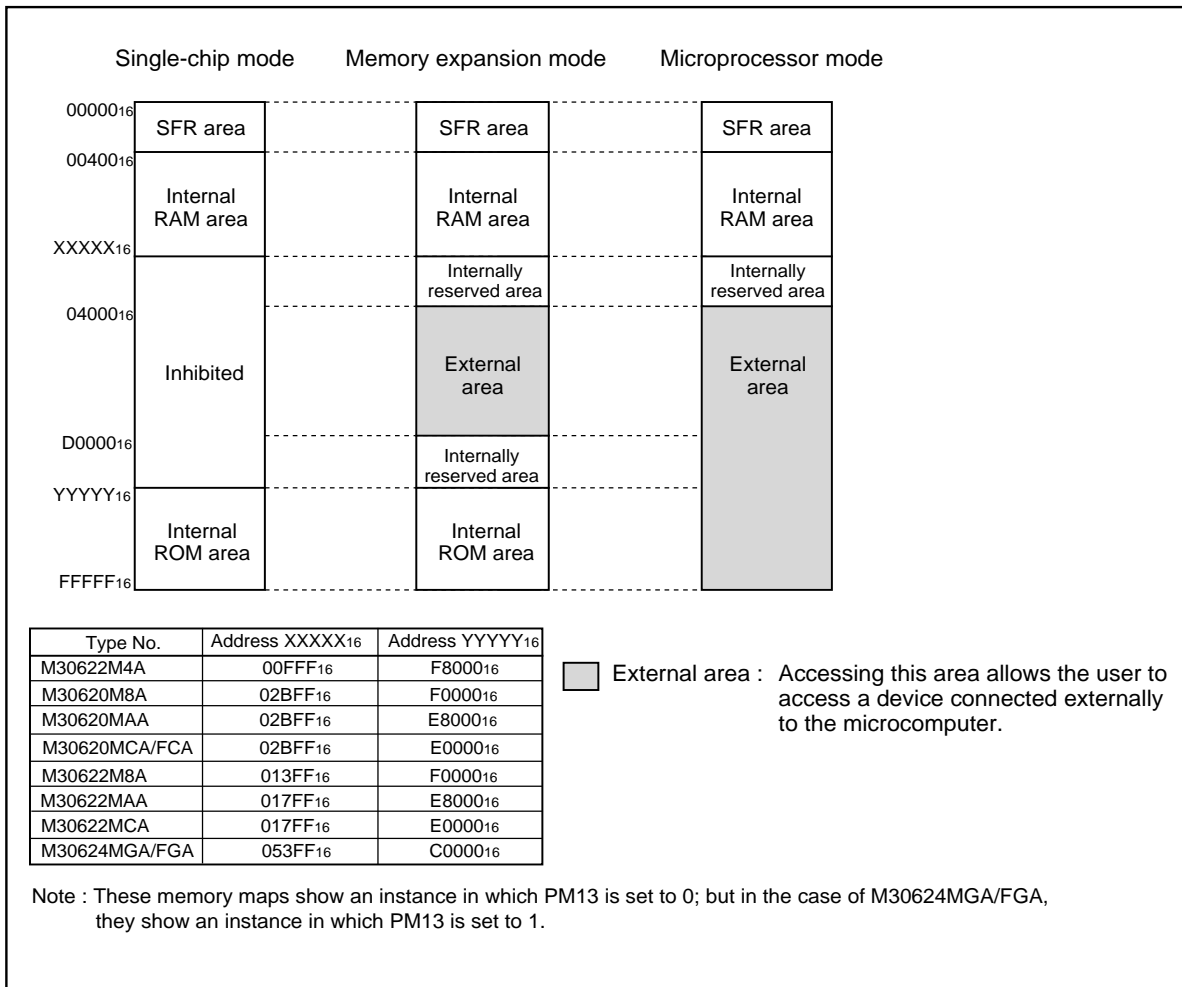 Single-chip mode Memory expansion mode Microprocessor mode
0000016
SFR area SFR area SFR area
0040016
Internal RAM area Internal RAM area Internal RAM area
XXXXX16
Internally reserved area Internally reserved area
0400016
Inhibited External area External area
D000016
Internally reserved area
YYYYY16
Internal ROM area Internal ROM area
FFFFF16
Type No. Address XXXXX16 Address YYYYY16
M30622M4A 00FFF16 F800016
M30620M8A 02BFF16 F000016
M30620MAA 02BFF16 E800016
M30620MCA/FCA 02BFF16 E000016
M30622M8A 013FF16 F000016
M30622MAA 017FF16 E800016
M30622MCA 017FF16 E000016
M30624MGA/FGA 053FF16 C000016
External area : Accessing this area allows the user to
access a device connected externally
to the microcomputer.
Note : These memory maps show an instance in which PM13 is set to 0; but in the case of M30624MGA/FGA,
they show an instance in which PM13 is set to 1.